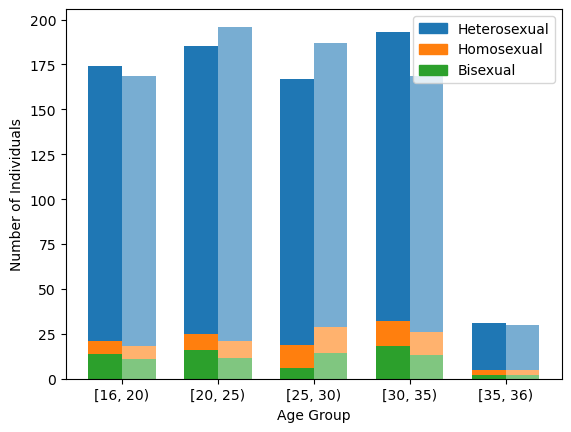 200
175
150
125
100
75
50
25
0
Number of Individuals
Heterosexual
Homosexual
Bisexual
[16, 20)
[20, 25)
[25, 30)
[30, 35)
[35, 36)
Age Group